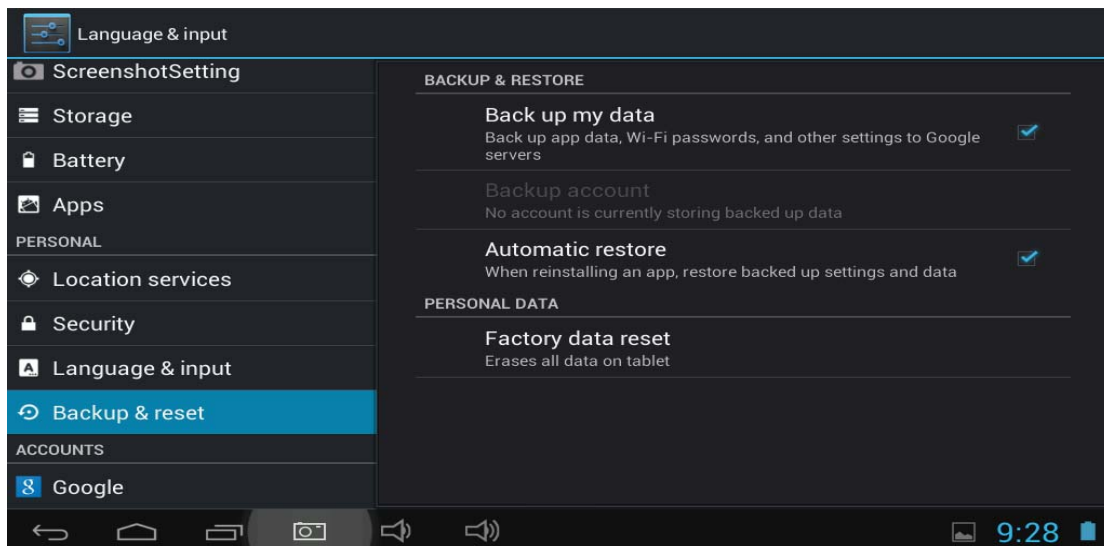 Language & input
ScreenshotSetting
Storage
Battery
Apps
PERSONAL
Location services
Security
Language & input
Backup & reset
ACCOUNTS
Google
BACKUP & RESTORE
Back up my data
Back up app data, Wi-Fi passwords, and other settings to Google
servers
Backup account
No account is currently storing backed up data
Automatic restore
When reinstalling an app, restore backed up settings and data
PERSONAL DATA
Factory data reset
Erases all data on tablet
9:28